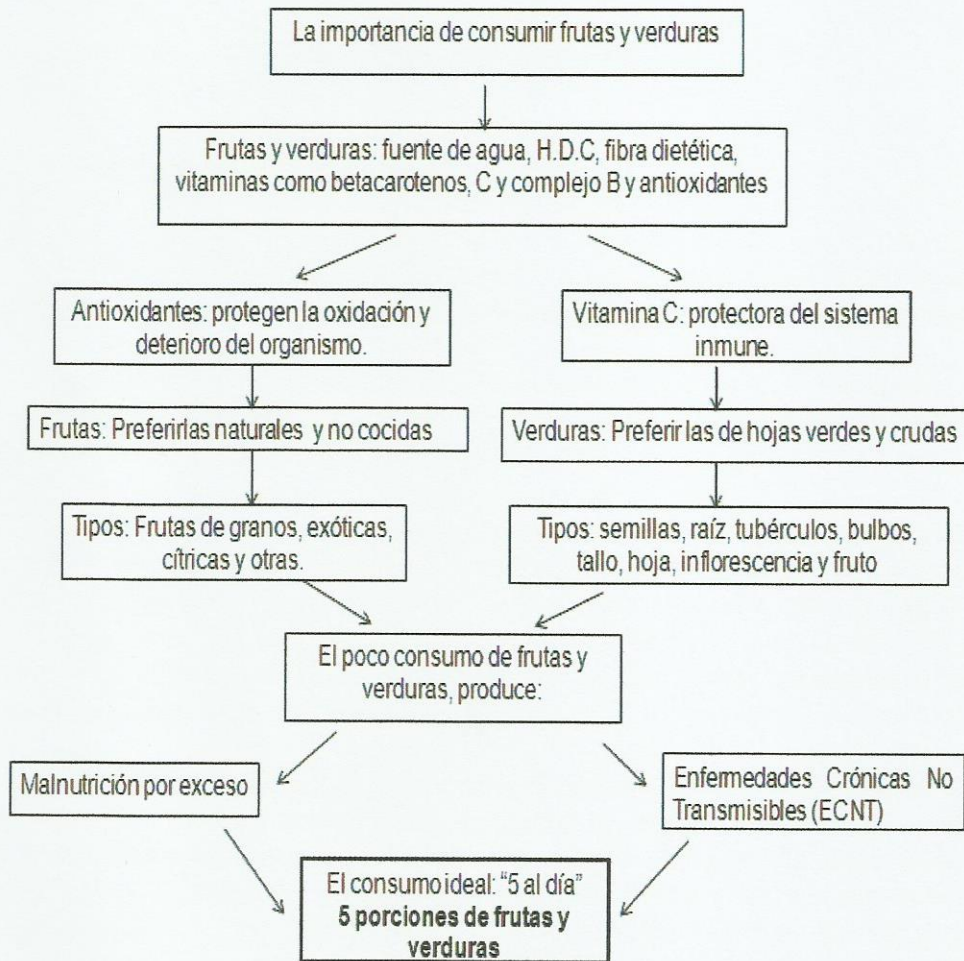 La importancia de consumir frutas y verduras
Frutas y verduras: fuente de agua, H.D.C, fibra dietética,
vitaminas como betacarotenos, C y complejo B y antioxidantes
Antioxidantes: protegen la oxidación y
deterioro del organismo.
Vitamina C: protectora del sistema
inmune.
Frutas: Preferirlas naturales y no cocidas
Verduras: Preferir las de hojas verdes y crudas
Tipos: Frutas de granos, exóticas,
cítricas y otras.
Tipos: semillas, raíz, tubérculos, bulbos,
tallo, hoja, inflorescencia y fruto
El poco consumo de frutas y
verduras, produce:
Malnutrición por exceso
Enfermedades Crónicas No
Transmisibles (ECNT)
El consumo ideal: “5 al día”
5 porciones de frutas y
verduras